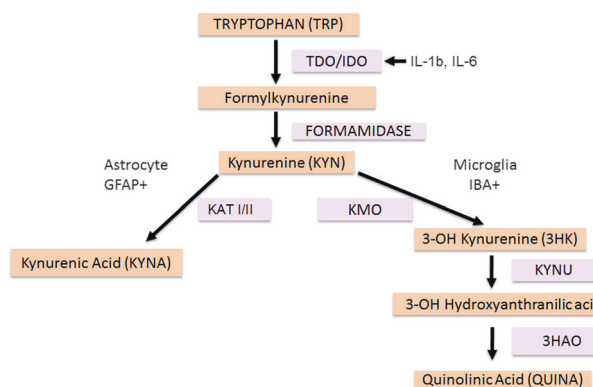 TRYPTOPHAN (TRP)
TDO/IDO
IL-1b, IL-6
Formylkynurenine
FORMAMIDASE
Kynurenine (KYN)
Astrocyte
GFAP+
Microglia
IBA+
KAT I/II
KMO
3-OH Kynurenine (3HK)
Kynurenic Acid (KYNA)
KYNU
3-OH Hydroxyanthranilic acid
3HAO
Quinolinic Acid (QUINA)